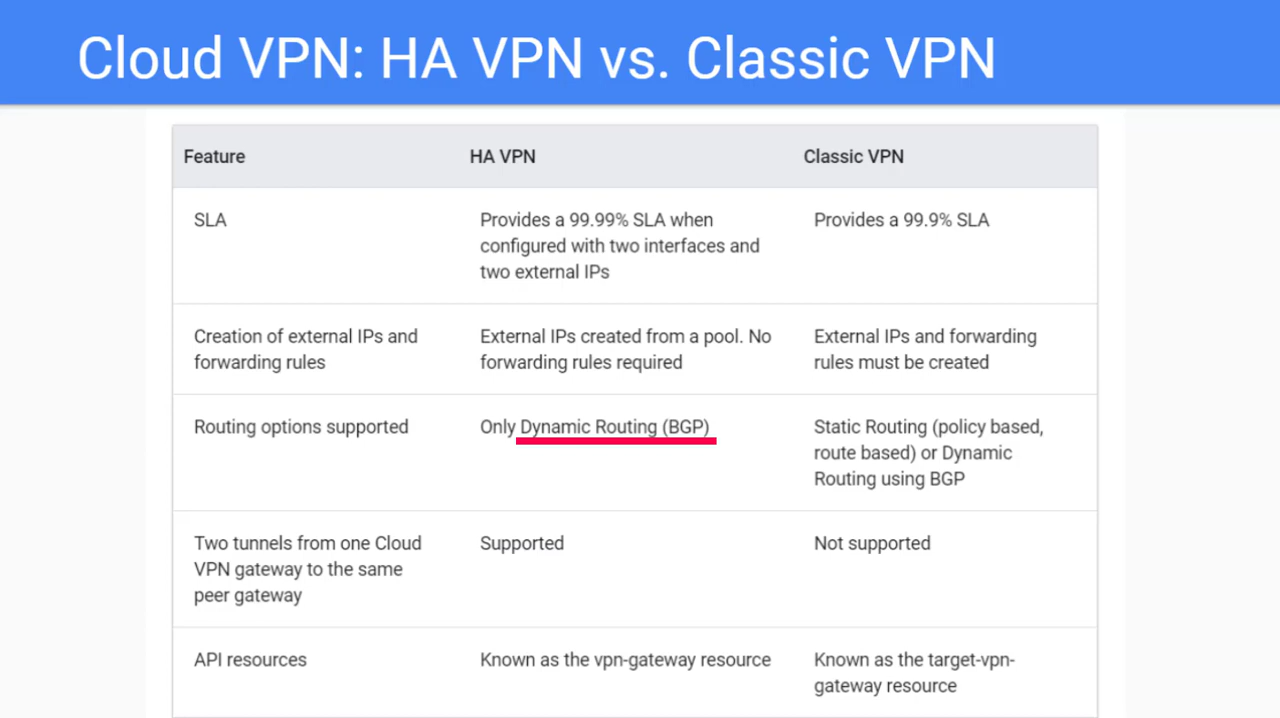 Cloud VPN: HA VPN vs. Classic VPN
Feature
HA VPN
Classic VPN
SLA
Provides a 99.99% SLA when
configured with two interfaces and
two external IPs
Provides a 99.9% SLA
Creation of external IPs and
forwarding rules
External IPs created from a pool. No
forwarding rules required
External IPs and forwarding
rules must be created
Routing options supported
Only Dynamic Routing (BGP)
Static Routing (policy based,
route based) or Dynamic
Routing using BGP
Two tunnels from one Cloud
VPN gateway to the same
peer gateway
Supported
Not supported
API resources
Known as the vpn-gateway resource
Known as the target-vpn-
gateway resource